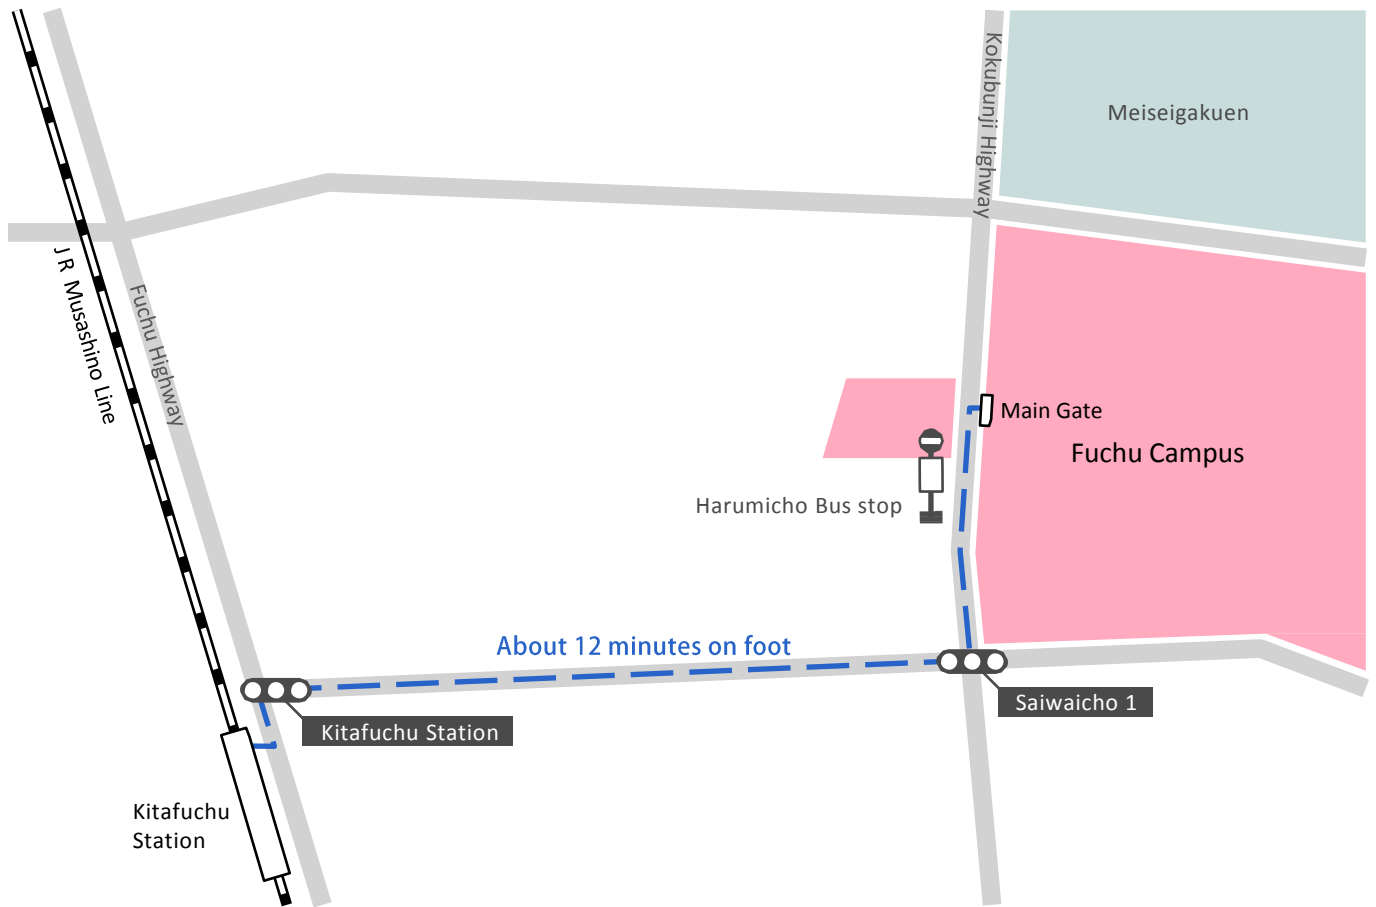 Kokubunji Highway
Meiseigakuen
JR Musashino Line
Fuchu Highway
Main Gate
Fuchu Campus
Harumicho Bus stop
About 12 minutes on foot
Saiwaicho 1
Kitafuchu Station
Kitafuchu
Station